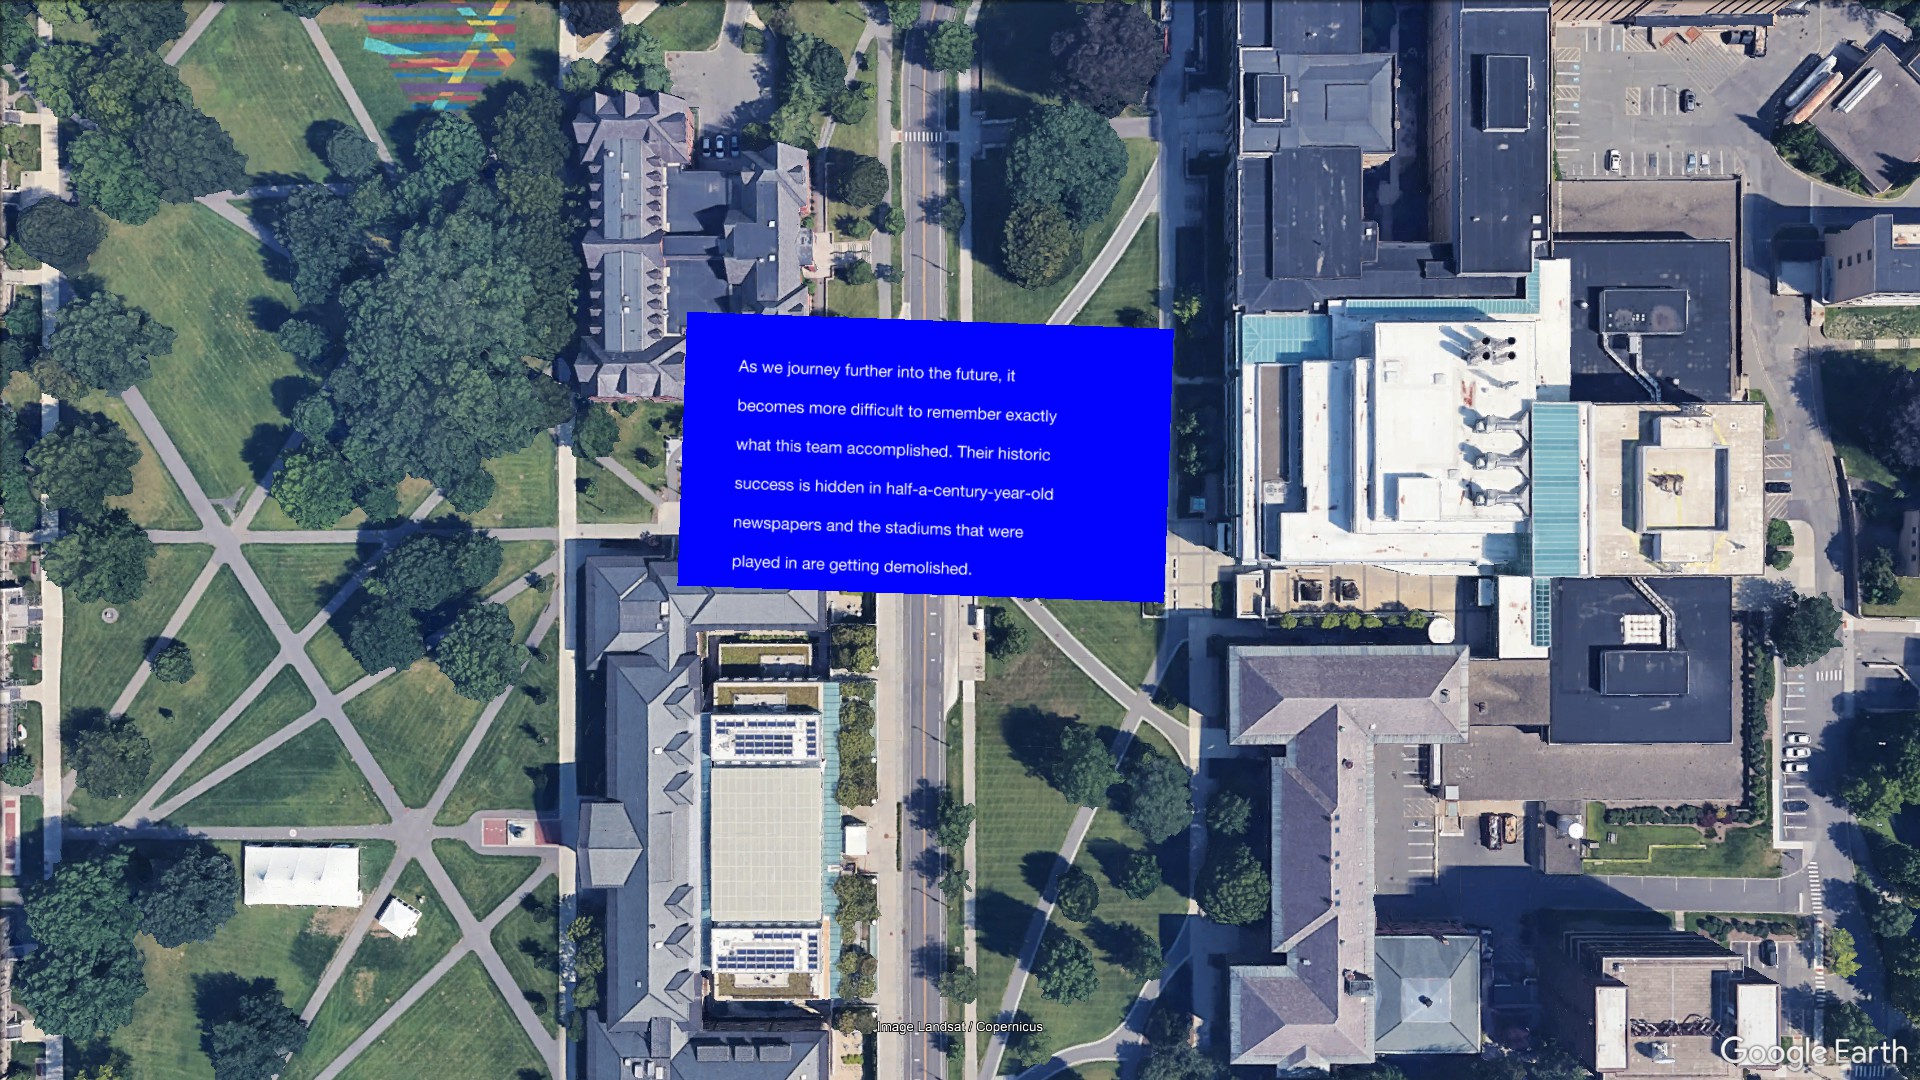 As we journey further into the future, it
becomes more difficult to remember exactly
what this team accomplished. Their historic
success is hidden in half-a-century-year-old
newspapers and the stadiums that were
played in are getting demolished.
Image Landsat / Copernicus
Google Earth